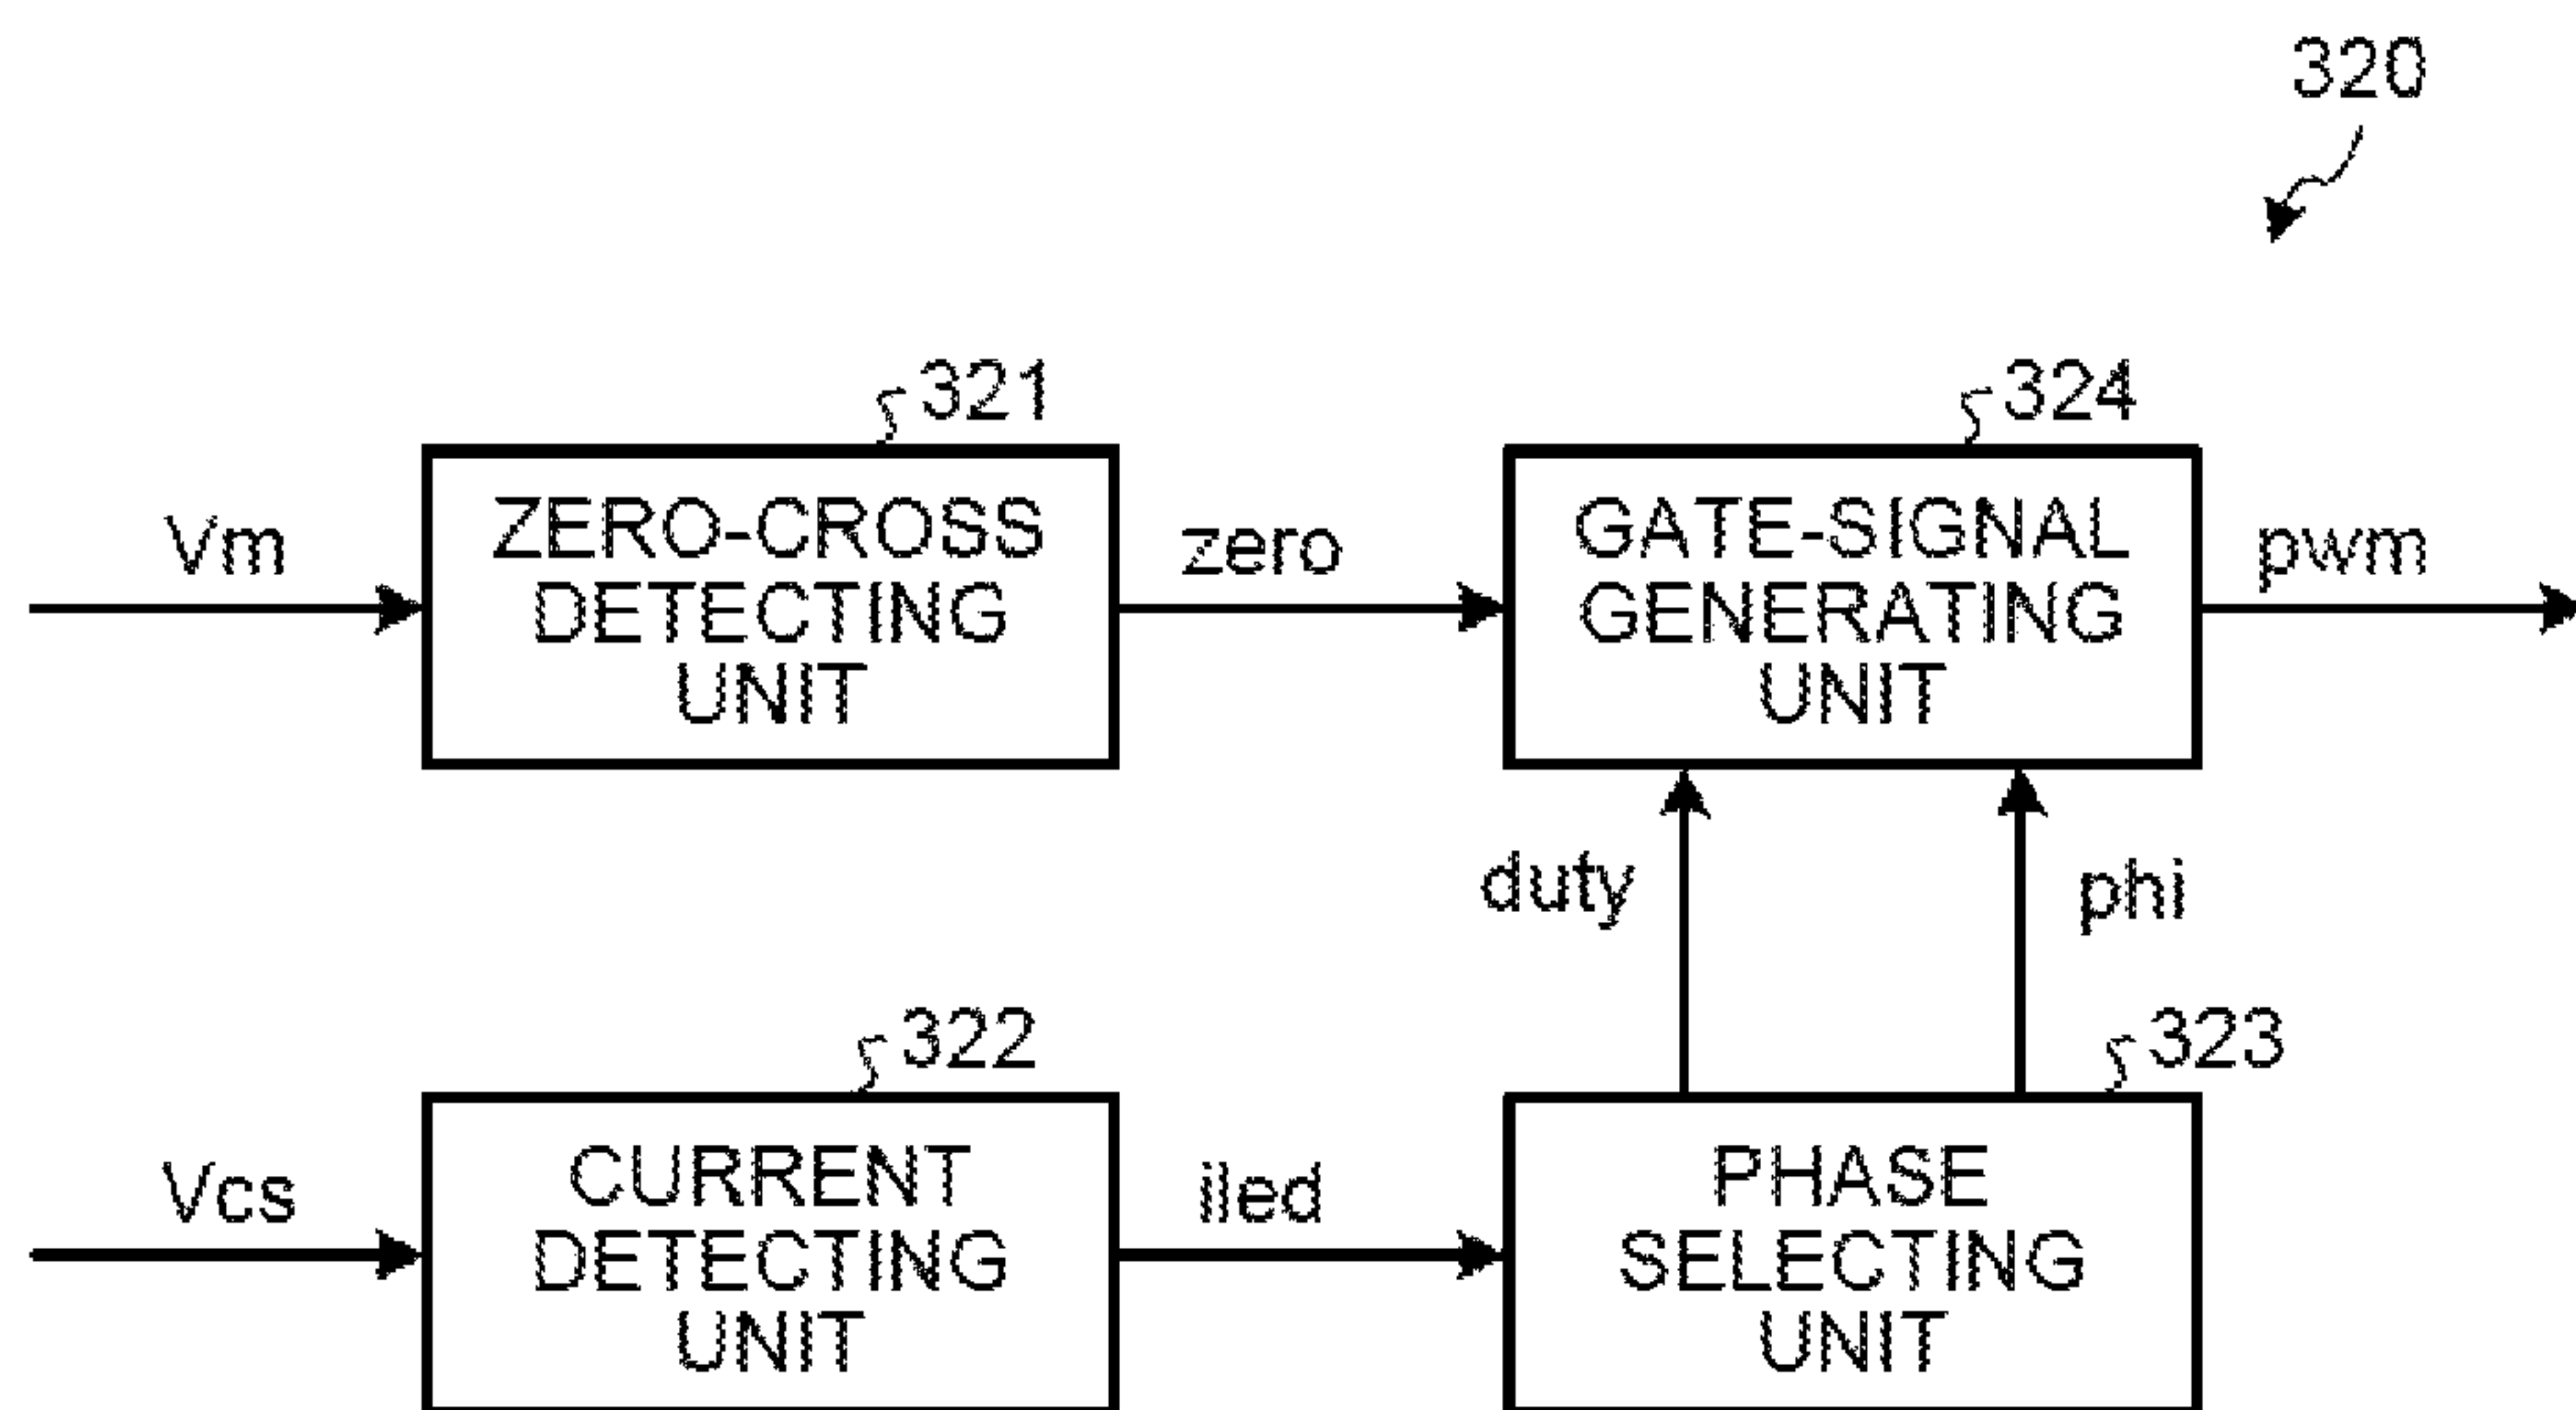 320
321
324
Vm
ZERO-CROSS
DETECTING
UNIT
zero
GATE-SIGNAL
GENERATING
UNIT
pwm
duty
phi
322
323
Vcs
CURRENT
DETECTING
UNIT
iled
PHASE
SELECTING
UNIT